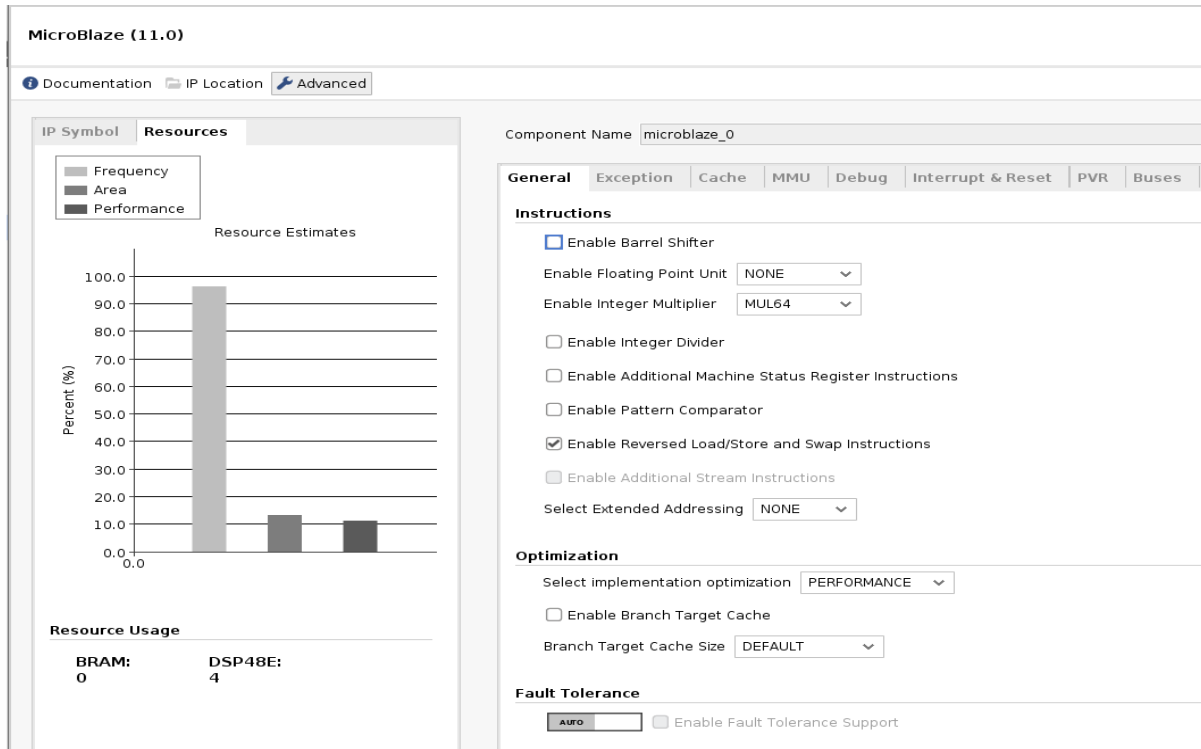 MicroBlaze (11.0)
Documentation IP Location Advanced
IP Symbol Resources
Frequency
Area
Performance
Resource Estimates
Percent (%)
100.0
90.0
80.0
70.0
60.0
50.0
40.0
30.0
20.0
10.0
0.0
0.0
Resource Usage
BRAM: DSP48E:
0 4
Component Name microblaze_0
General Exception Cache MMU Debug Interrupt & Reset PVR Buses
Instructions
Enable Barrel Shifter
Enable Floating Point Unit NONE
Enable Integer Multiplier MUL64
Enable Integer Divider
Enable Additional Machine Status Register Instructions
Enable Pattern Comparator
Enable Reversed Load/Store and Swap Instructions
Enable Additional Stream Instructions
Select Extended Addressing NONE
Optimization
Select implementation optimization PERFORMANCE
Enable Branch Target Cache
Branch Target Cache Size DEFAULT
Fault Tolerance
AUTO Enable Fault Tolerance Support